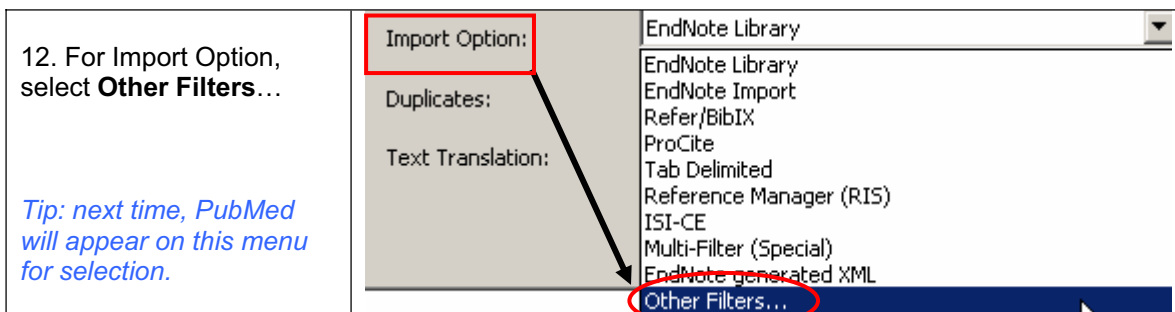 12. For Import Option,
select Other Filters…
Tip: next time, PubMed
will appear on this menu
for selection.
Import Option:
Duplicates:
Text Translation:
EndNote Library
EndNote Library
EndNote Import
Refer/BibIX
ProCite
Tab Delimited
Reference Manager (RIS)
ISI-CE
Multi-Filter (Special)
EndNote generated XML
Other Filters...